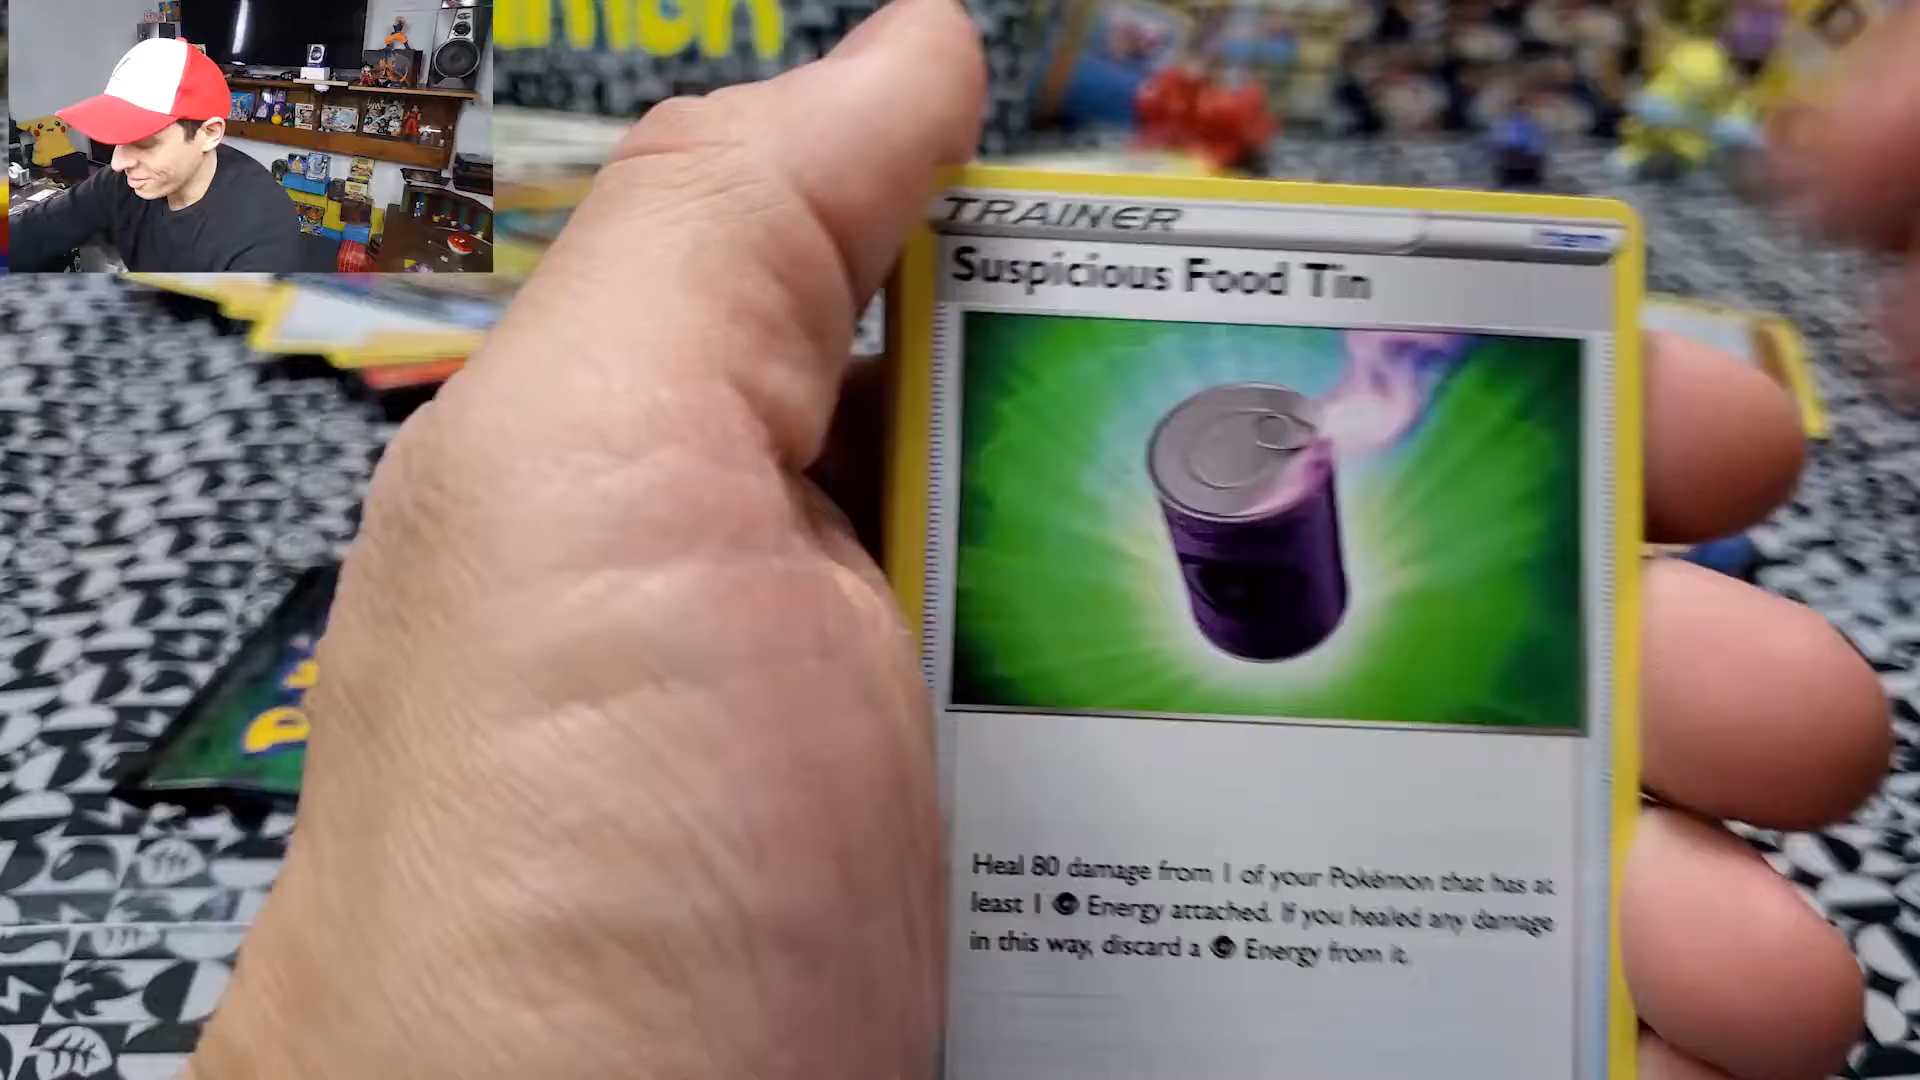 TRAINER
Item
Suspicious Food Tin
Heal 80 damage from 1 of your Pokémon that has at
least 1 Energy attached. If you healed any damage
in this way, discard a Energy from it.